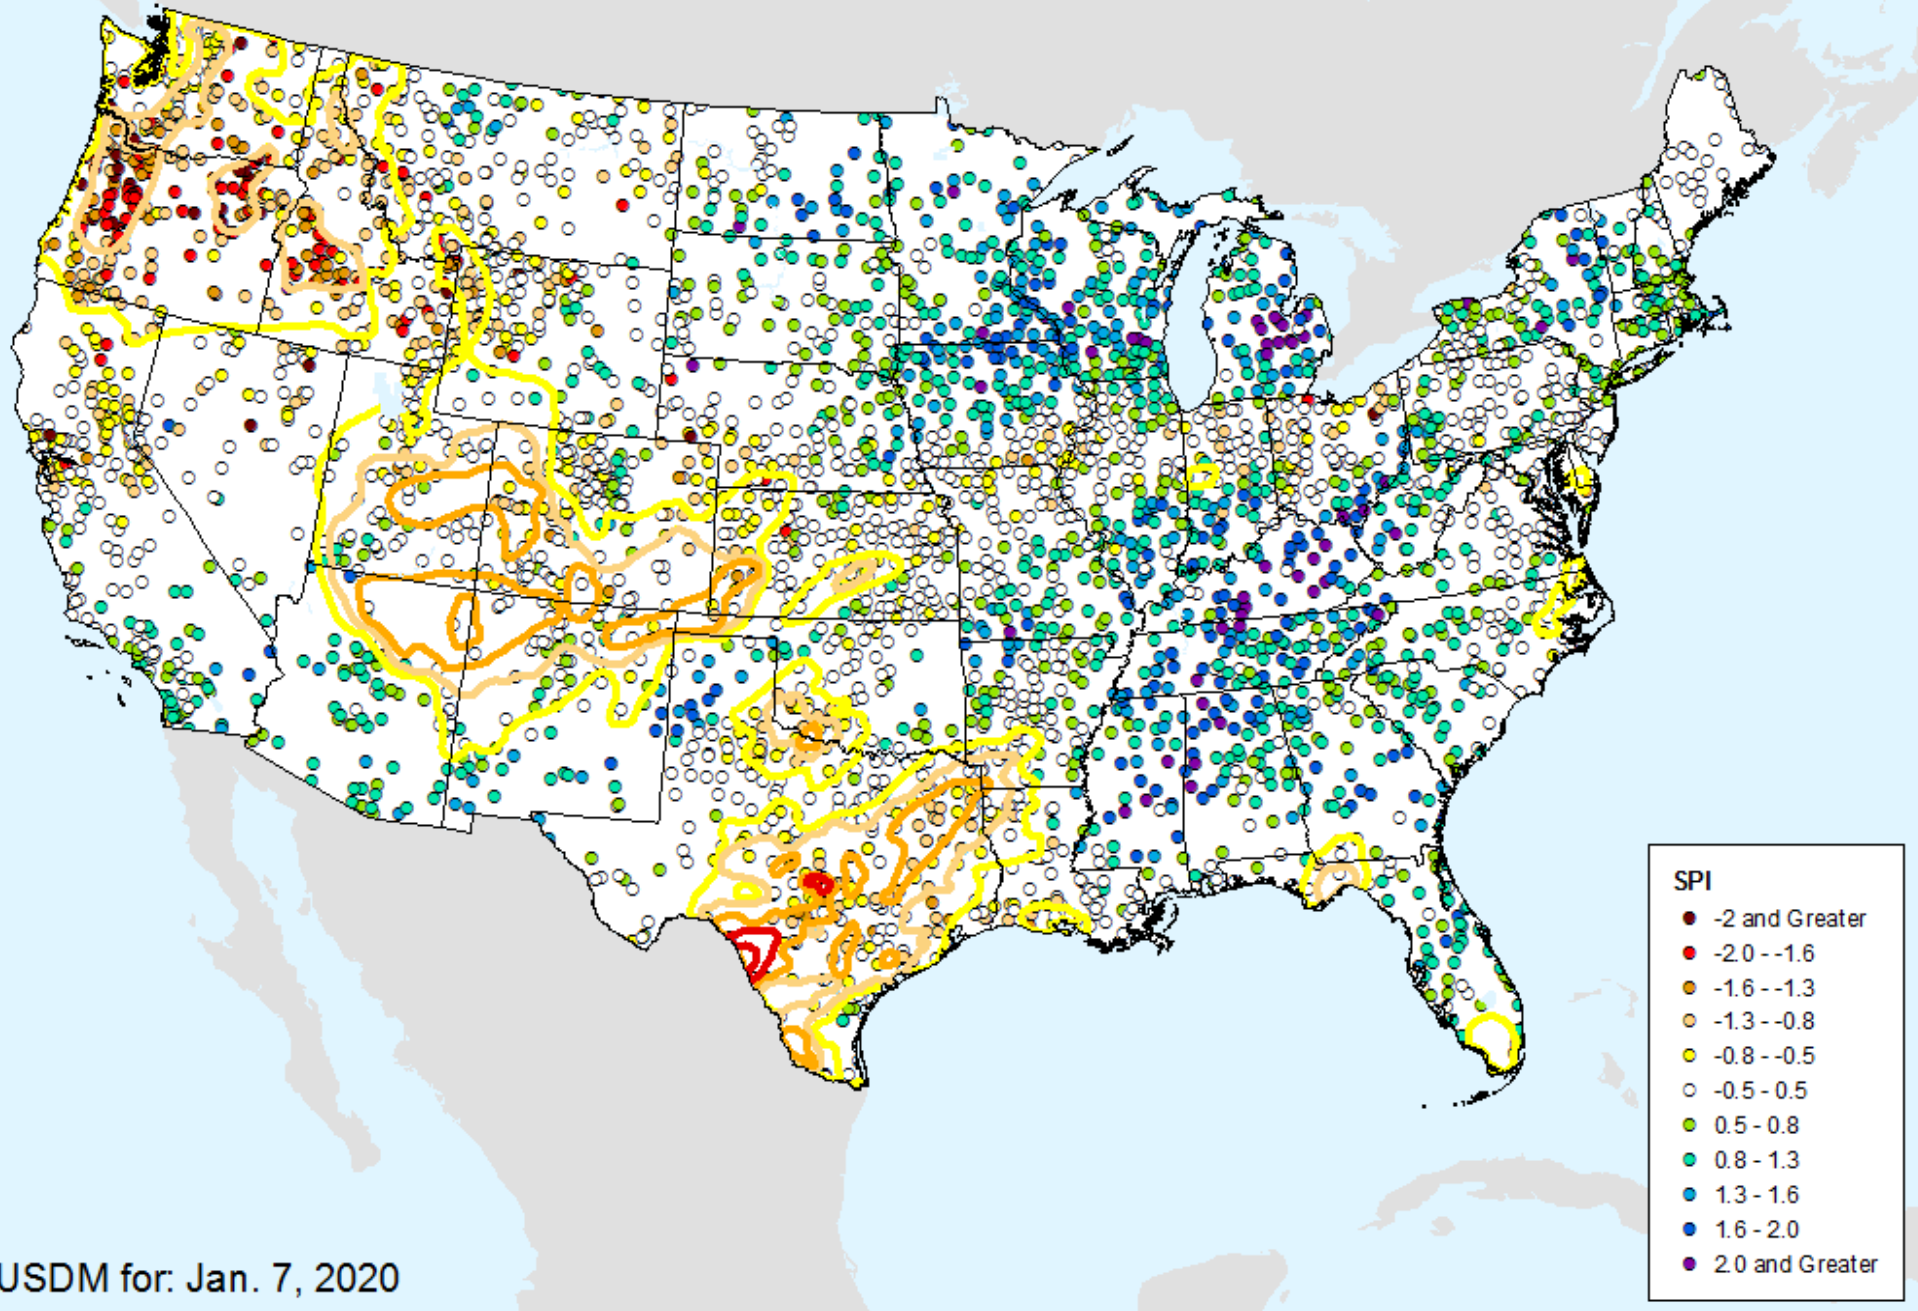 SPI
-2 and Greater
-2.0 - -1.6
-1.6 - -1.3
-1.3 - -0.8
-0.8 - -0.5
-0.5 - 0.5
0.5 - 0.8
0.8 - 1.3
1.3 - 1.6
1.6 - 2.0
2.0 and Greater
USDM for: Jan. 7, 2020